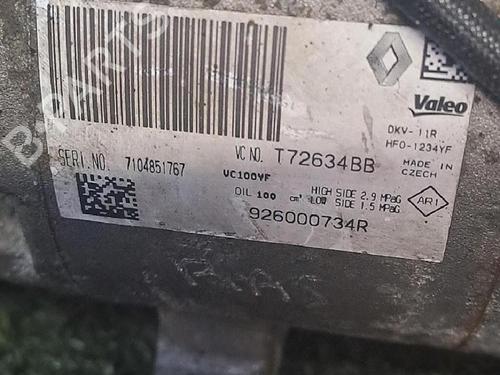 B-PARTS
Valeo
DKV-11R
HFO-1234YF
MADE IN
CZECH
SERI.NO. 7104851767
VC NO. T72634BB
VC100YF
OIL 100 cm³
HIGH SIDE 2.9 MPaG
LOW SIDE 1.5 MPaG
AR1
926000734R